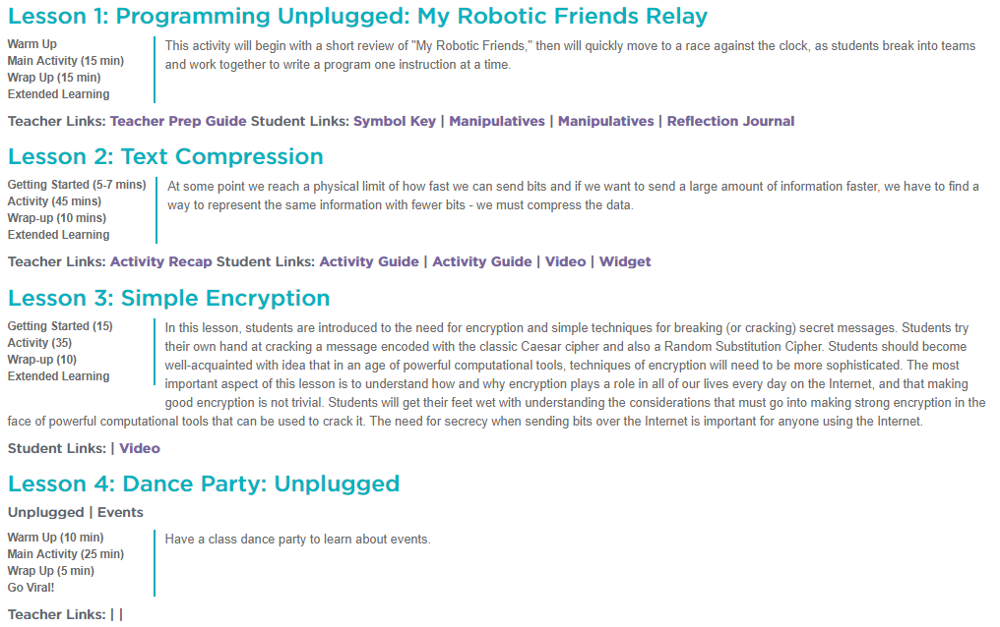 Lesson 1: Programming Unplugged: My Robotic Friends Relay
Warm Up
Main Activity (15 min)
Wrap Up (15 min)
Extended Learning
This activity will begin with a short review of "My Robotic Friends," then will quickly move to a race against the clock, as students break into teams
and work together to write a program one instruction at a time.
Teacher Links: Teacher Prep Guide Student Links: Symbol Key | Manipulatives | Manipulatives | Reflection Journal
Lesson 2: Text Compression
Getting Started (5-7 mins)
Activity (45 mins)
Wrap-up (10 mins)
Extended Learning
At some point we reach a physical limit of how fast we can send bits and if we want to send a large amount of information faster, we have to find a
way to represent the same information with fewer bits - we must compress the data.
Teacher Links: Activity Recap Student Links: Activity Guide | Activity Guide | Video | Widget
Lesson 3: Simple Encryption
Getting Started (15)
Activity (35)
Wrap-up (10)
Extended Learning
In this lesson, students are introduced to the need for encryption and simple techniques for breaking (or cracking) secret messages. Students try
their own hand at cracking a message encoded with the classic Caesar cipher and also a Random Substitution Cipher. Students should become
well-acquainted with idea that in an age of powerful computational tools, techniques of encryption will need to be more sophisticated. The most
important aspect of this lesson is to understand how and why encryption plays a role in all of our lives every day on the Internet, and that making
good encryption is not trivial. Students will get their feet wet with understanding the considerations that must go into making strong encryption in the
face of powerful computational tools that can be used to crack it. The need for secrecy when sending bits over the Internet is important for anyone using the Internet.
Student Links: | Video
Lesson 4: Dance Party: Unplugged
Unplugged | Events
Warm Up (10 min)
Main Activity (25 min)
Wrap Up (5 min)
Go Viral!
Have a class dance party to learn about events.
Teacher Links: | |